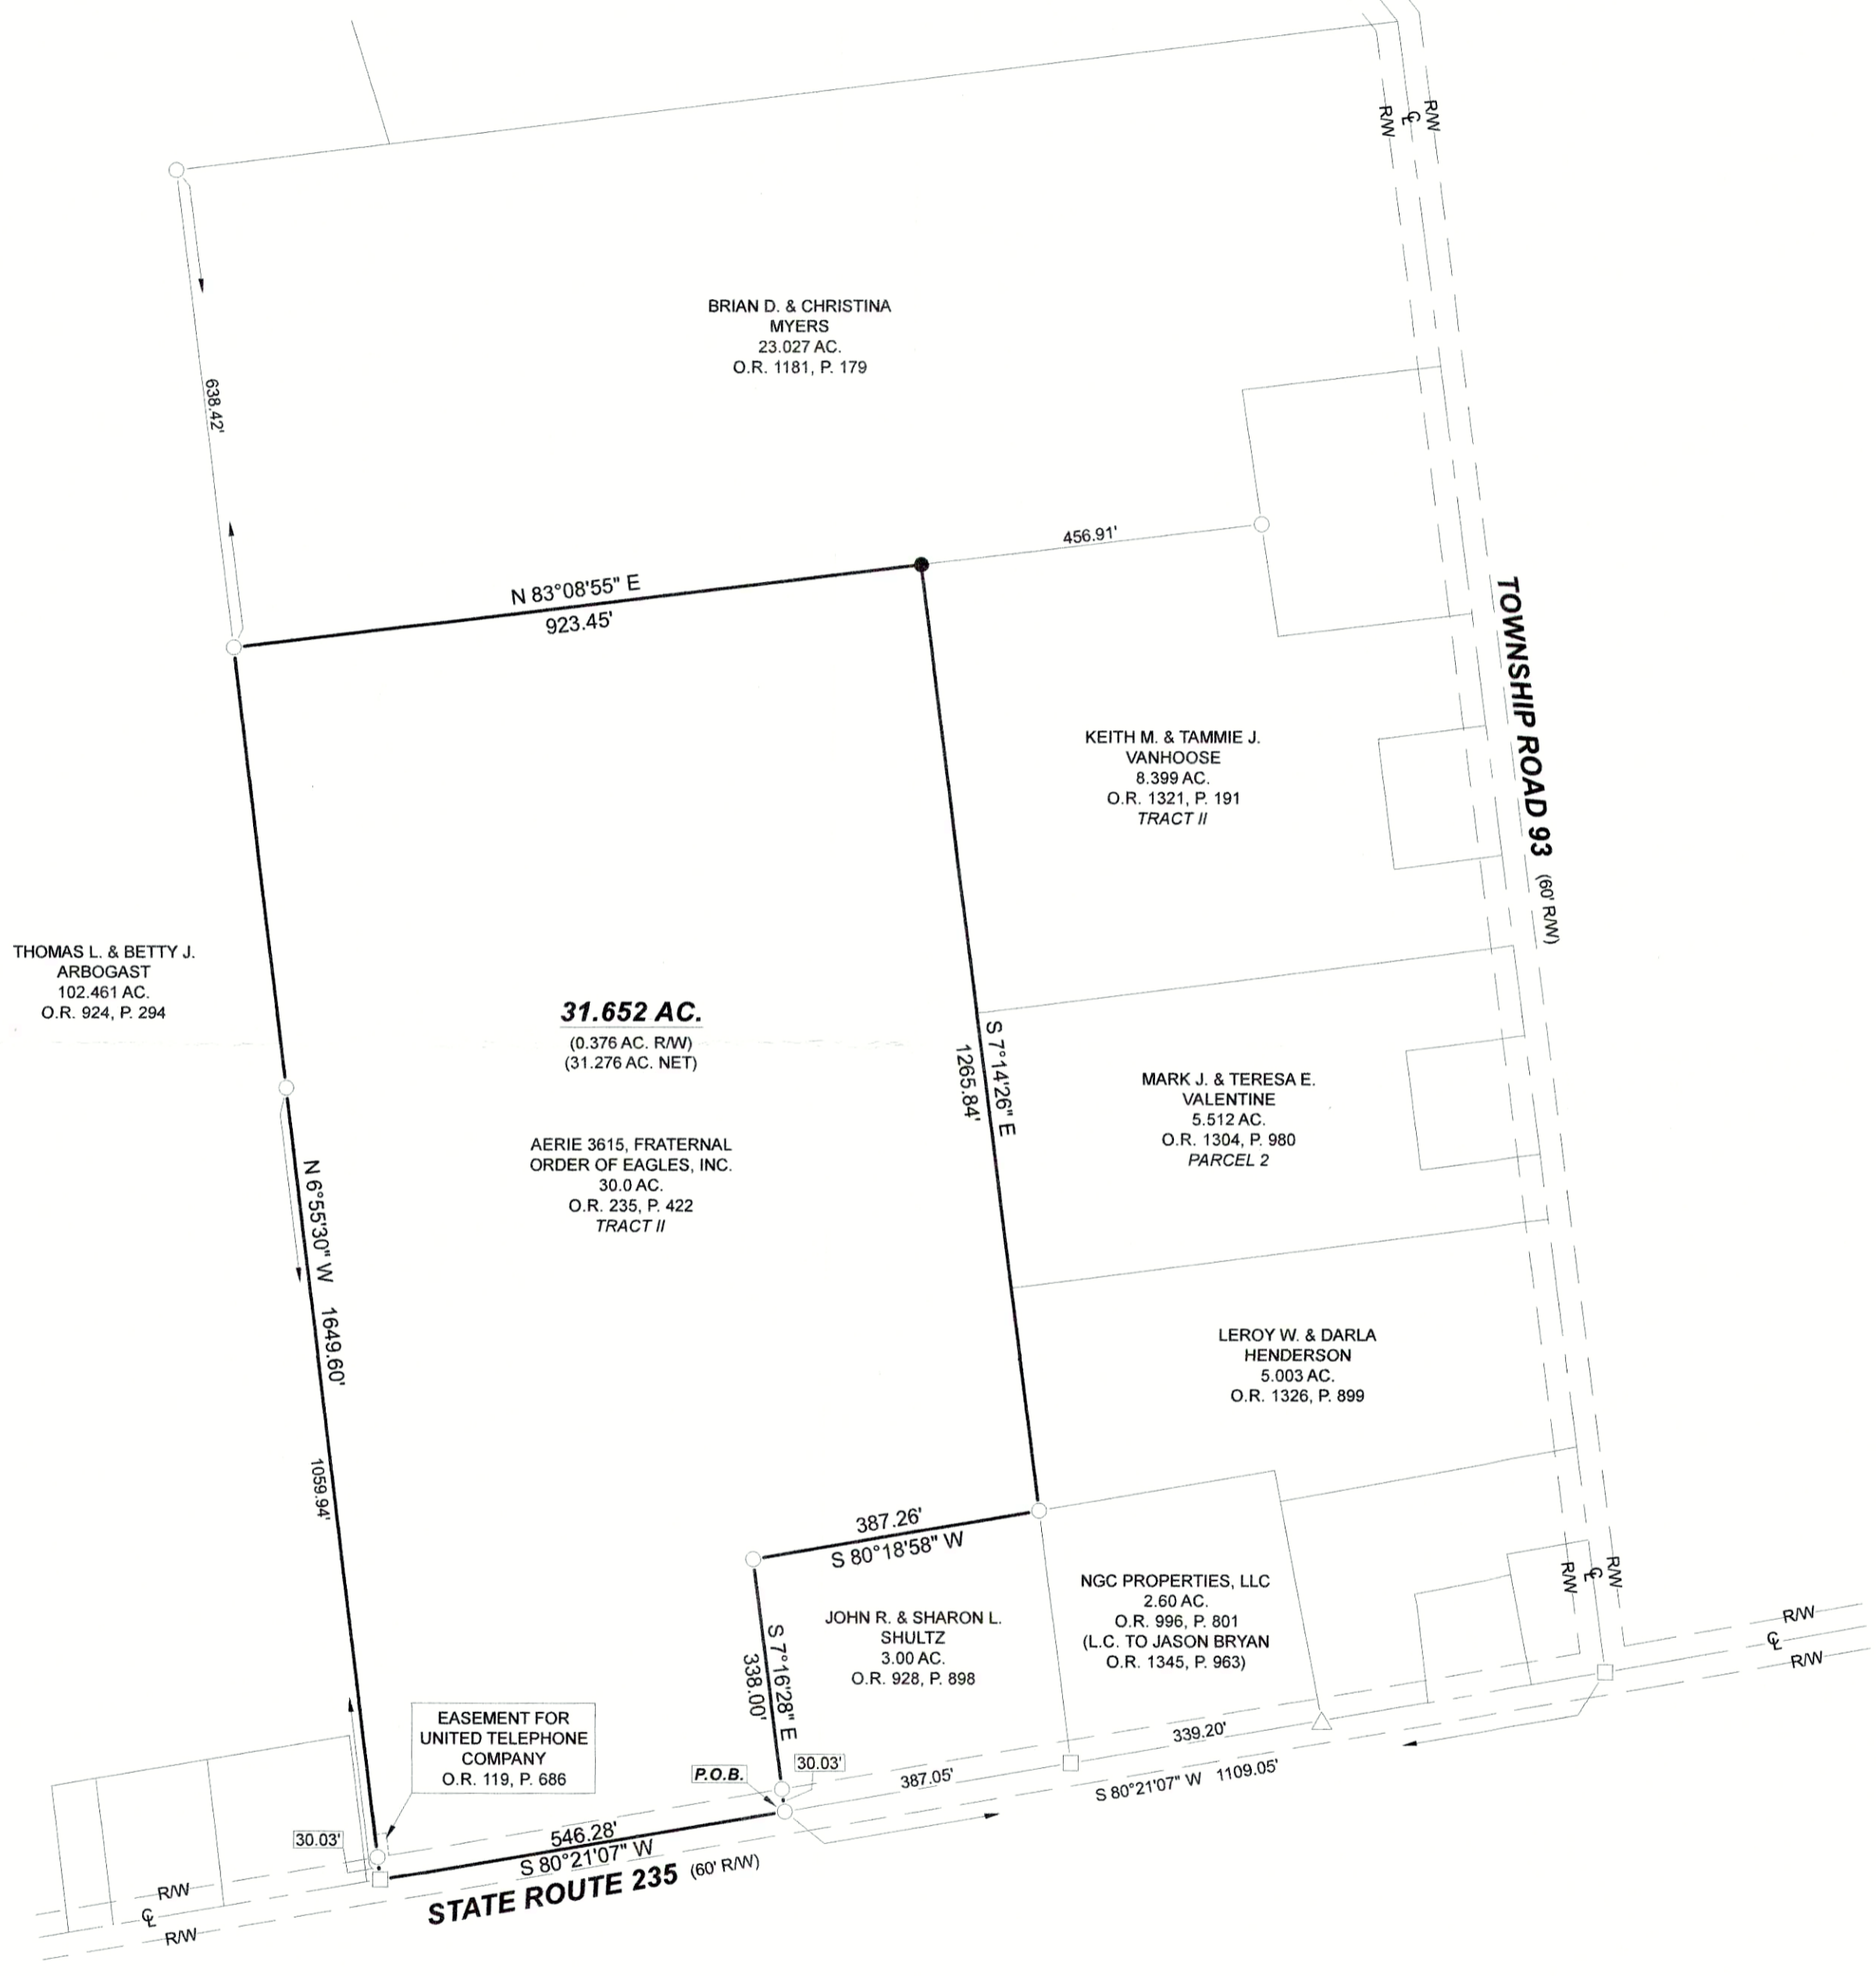 R/W
℄
R/W
BRIAN D. & CHRISTINA
MYERS
23.027 AC.
O.R. 1181, P. 179
638.42'
456.91'
N 83°08'55" E
923.45'
TOWNSHIP ROAD 93 (60' R/W)
KEITH M. & TAMMIE J.
VANHOOSE
8.399 AC.
O.R. 1321, P. 191
TRACT II
THOMAS L. & BETTY J.
ARBOGAST
102.461 AC.
O.R. 924, P. 294
31.652 AC.
(0.376 AC. R/W)
(31.276 AC. NET)
S 7°14'26" E
1265.84'
AERIE 3615, FRATERNAL
ORDER OF EAGLES, INC.
30.0 AC.
O.R. 235, P. 422
TRACT II
MARK J. & TERESA E.
VALENTINE
5.512 AC.
O.R. 1304, P. 980
PARCEL 2
N 6°55'30" W 1649.60'
1059.94'
LEROY W. & DARLA
HENDERSON
5.003 AC.
O.R. 1326, P. 899
387.26'
S 80°18'58" W
S 7°16'28" E
338.00'
JOHN R. & SHARON L.
SHULTZ
3.00 AC.
O.R. 928, P. 898
NGC PROPERTIES, LLC
2.60 AC.
O.R. 996, P. 801
(L.C. TO JASON BRYAN
O.R. 1345, P. 963)
R/W
℄
R/W
R/W
℄
R/W
EASEMENT FOR
UNITED TELEPHONE
COMPANY
O.R. 119, P. 686
P.O.B.
30.03'
387.05'
339.20'
S 80°21'07" W 1109.05'
30.03'
546.28'
S 80°21'07" W
STATE ROUTE 235 (60' R/W)
R/W
℄
R/W